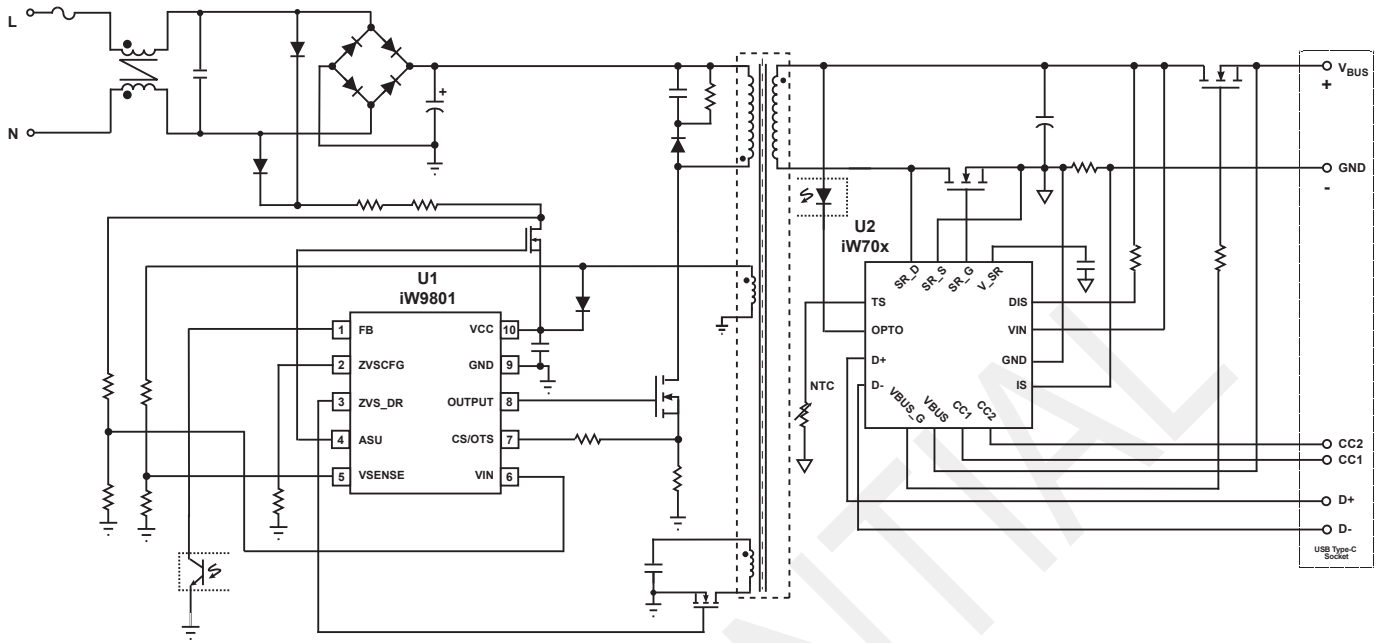 L
N
U1
iW9801
1 FB
2 ZVSCFG
3 ZVS_DR
4 ASU
5 VSENSE
VCC 10
GND 9
OUTPUT 8
CS/OTS 7
VIN 6
+
U2
iW70x
SR_D
SR_S
SR_G
V_SR
TS
OPTO
D+
D-
DIS
VIN
GND
IS
VBUS_G
VBUS
CC1
CC2
NTC
VBUS
+
GND
-
CC2
CC1
D+
D-
USB Type-C
Socket
NTIAL